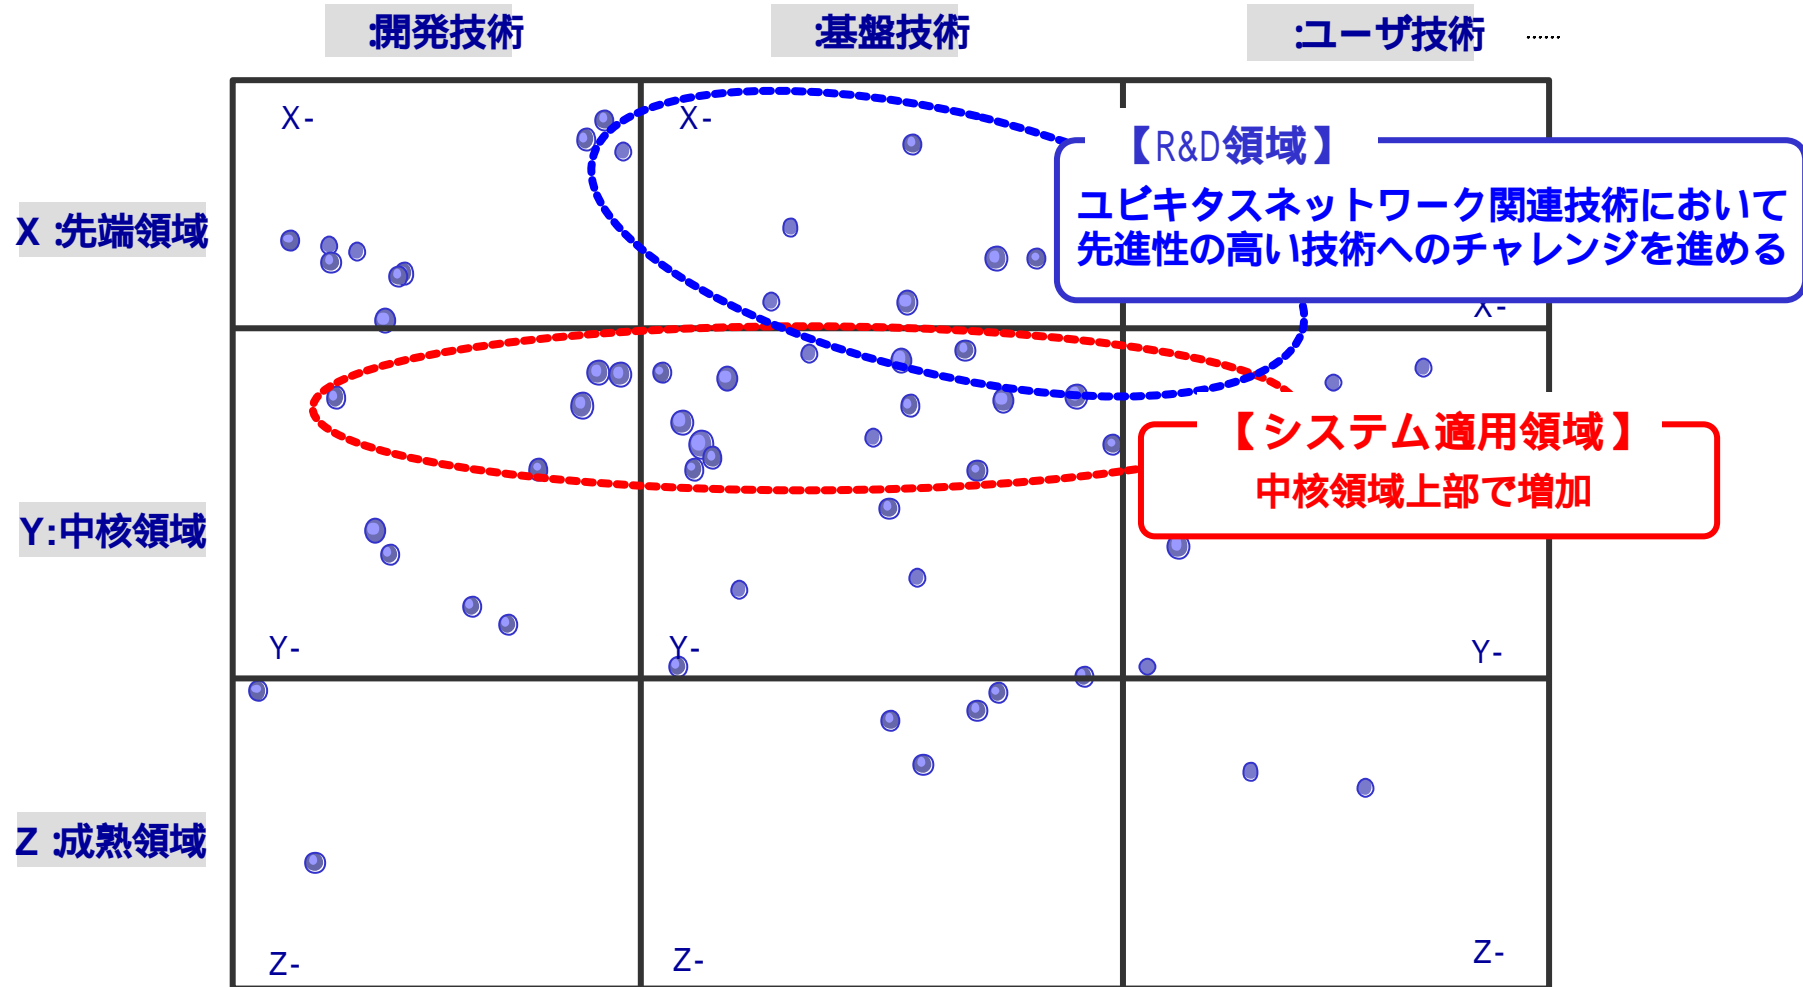 :開発技術
:基盤技術
:ユーザ技術 ......
X-
X-
【R&D領域】
ユビキタスネットワーク関連技術において
先進性の高い技術へのチャレンジを進める
X :先端領域
X-
【システム適用領域】
中核領域上部で増加
Y:中核領域
Y-
Y-
Y-
Z :成熟領域
Z-
Z-
Z-